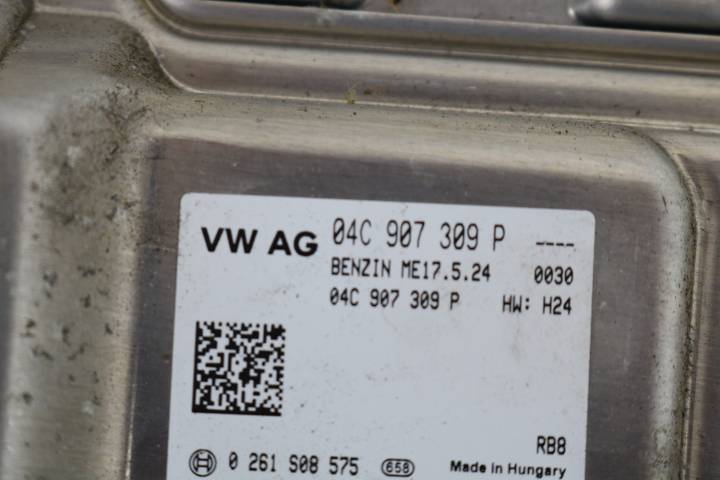 VW AG 04C 907 309 P ----
BENZIN ME17.5.24 0030
04C 907 309 P HW: H24
RB8
0 261 S08 575 658 Made in Hungary